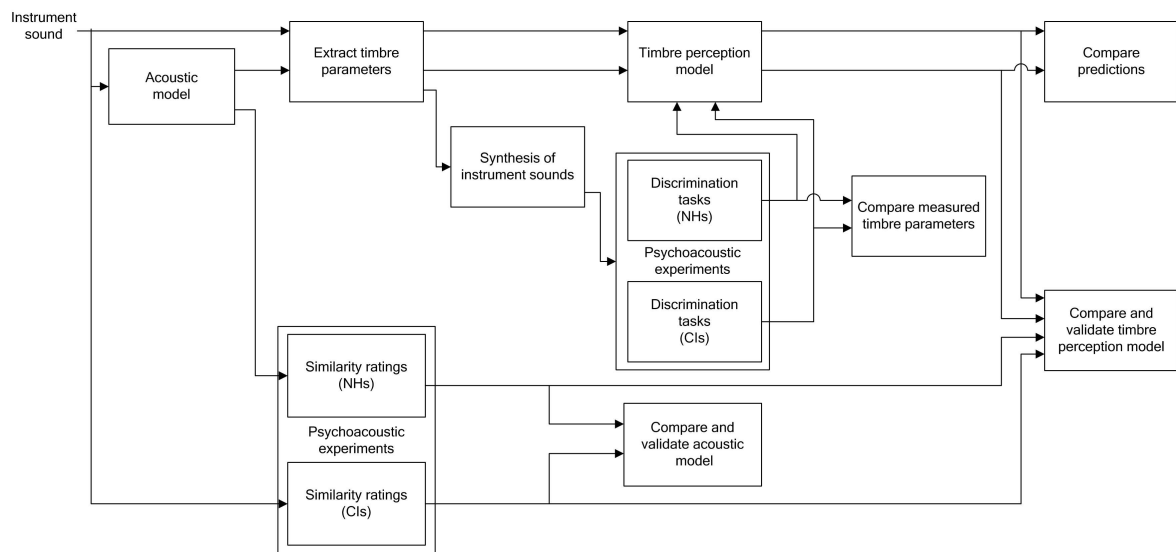 Instrument
sound
Acoustic
model
Extract timbre
parameters
Timbre perception
model
Compare
predictions
Synthesis of
instrument sounds
Discrimination
tasks
(NHs)
Psychoacoustic
experiments
Discrimination
tasks
(CIs)
Compare measured
timbre parameters
Compare and
validate timbre
perception model
Similarity ratings
(NHs)
Psychoacoustic
experiments
Similarity ratings
(CIs)
Compare and
validate acoustic
model